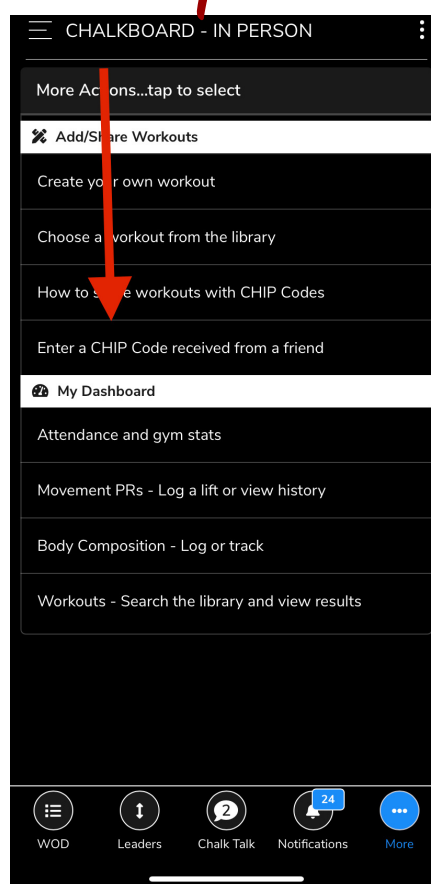 CHALKBOARD - IN PERSON
More Actions...tap to select
Add/Share Workouts
Create your own workout
Choose a workout from the library
How to share workouts with CHIP Codes
Enter a CHIP Code received from a friend
My Dashboard
Attendance and gym stats
Movement PRs - Log a lift or view history
Body Composition - Log or track
Workouts - Search the library and view results
2
24
WOD Leaders Chalk Talk Notifications More